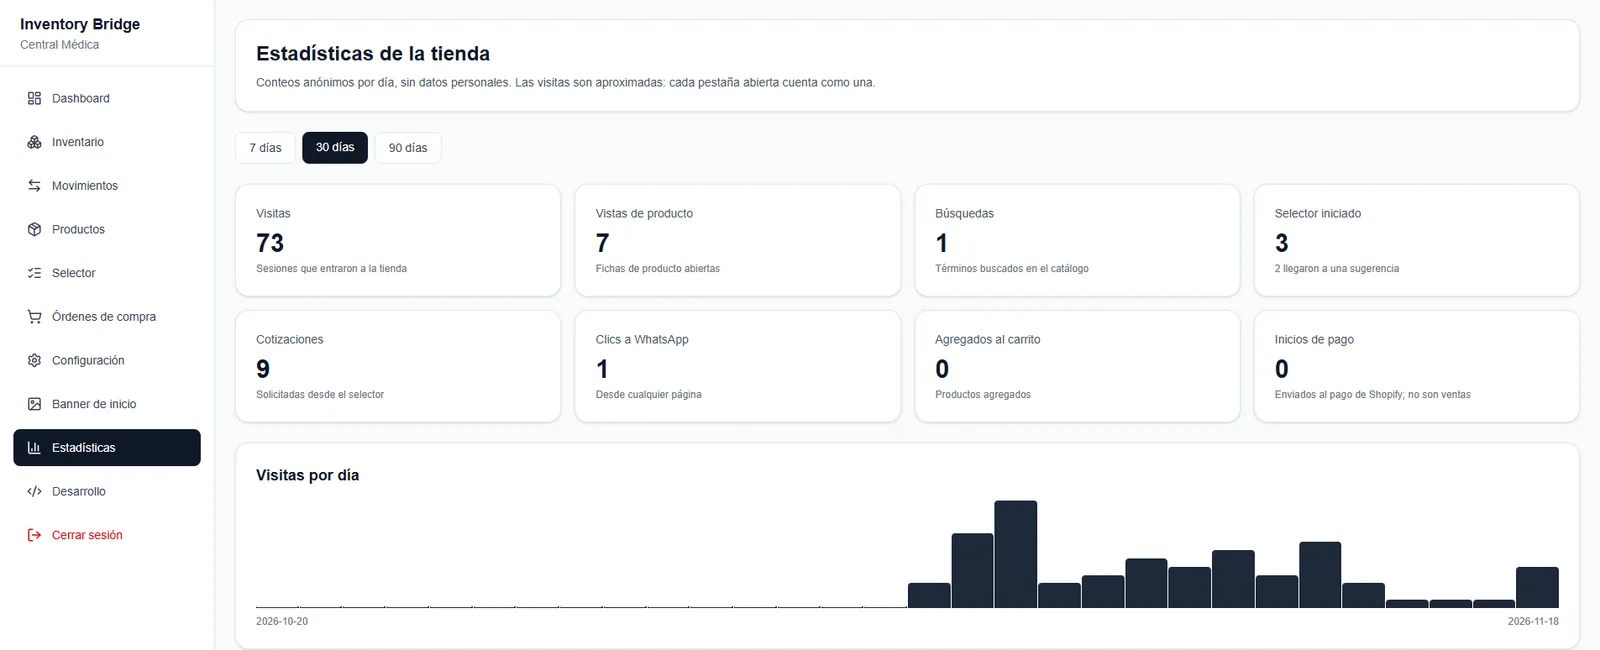 Inventory Bridge
Central Médica
Dashboard
Inventario
Movimientos
Productos
Selector
Órdenes de compra
Configuración
Banner de inicio
Estadísticas
Desarrollo
Cerrar sesión
Estadísticas de la tienda
Conteos anónimos por día, sin datos personales. Las visitas son aproximadas: cada pestaña abierta cuenta como una.
7 días
30 días
90 días
Visitas
73
Sesiones que entraron a la tienda
Vistas de producto
7
Fichas de producto abiertas
Búsquedas
1
Términos buscados en el catálogo
Selector iniciado
3
2 llegaron a una sugerencia
Cotizaciones
9
Solicitadas desde el selector
Clics a WhatsApp
1
Desde cualquier página
Agregados al carrito
0
Productos agregados
Inicios de pago
0
Enviados al pago de Shopify; no son ventas
Visitas por día
2026-10-20
2026-11-18